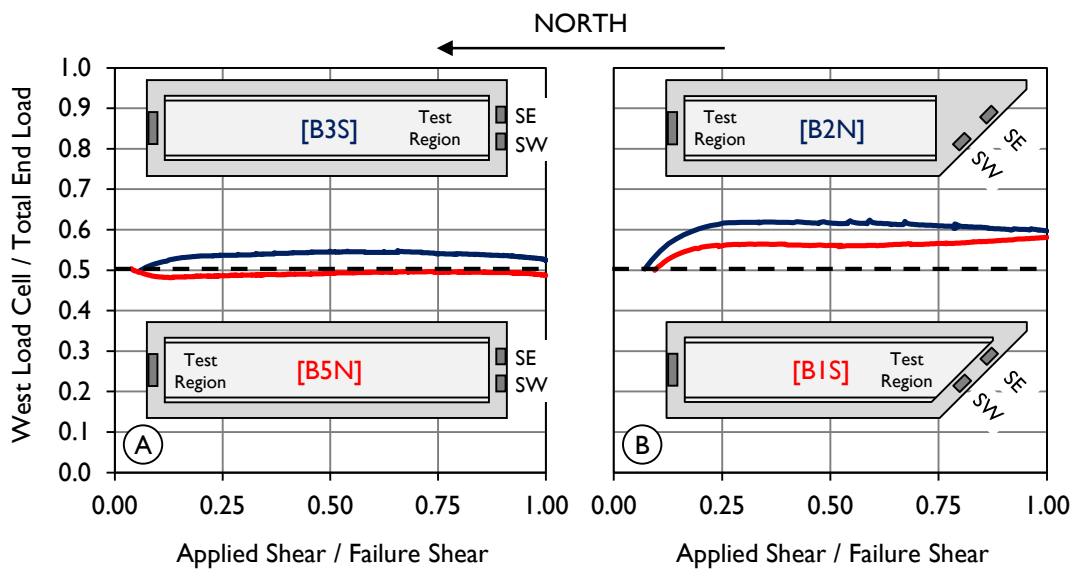 NORTH
West Load Cell / Total End Load
1.0
0.9
0.8
0.7
0.6
0.5
0.4
0.3
0.2
0.1
0.0
[B3S]
Test
Region
SE
SW
Test
Region
[B5N]
SE
SW
A
0.00 0.25 0.50 0.75 1.00
Applied Shear / Failure Shear
Test
Region
[B2N]
SE
SW
[B1S]
Test
Region
SE
SW
B
0.00 0.25 0.50 0.75 1.00
Applied Shear / Failure Shear